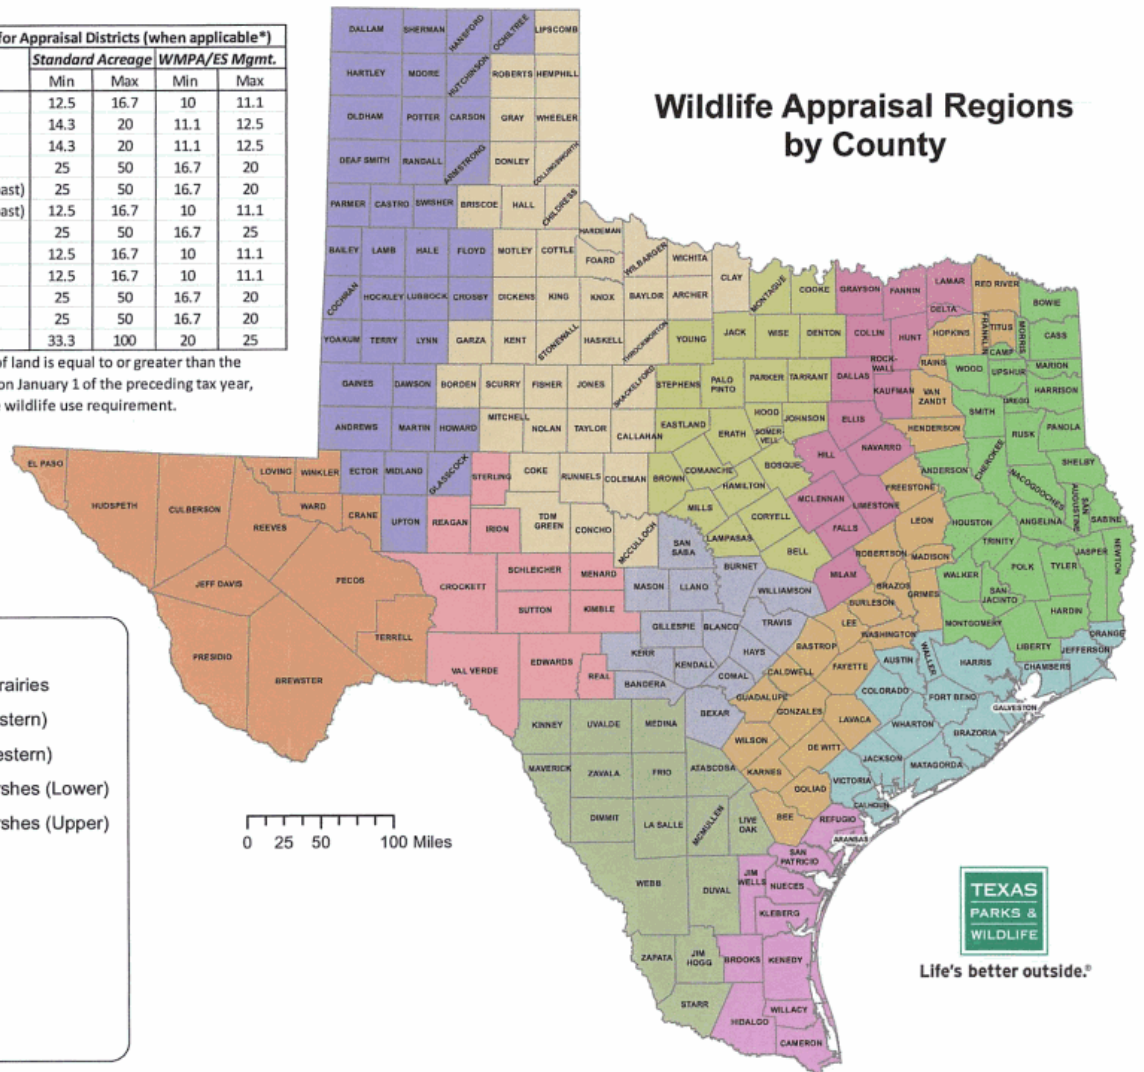 for Appraisal Districts (when applicable*)
Standard Acreage WMPA/ES Mgmt.
Min Max Min Max
12.5 16.7 10 11.1
14.3 20 11.1 12.5
14.3 20 11.1 12.5
25 50 16.7 20
ast) 25 50 16.7 20
ast) 12.5 16.7 10 11.1
25 50 16.7 25
12.5 16.7 10 11.1
12.5 16.7 10 11.1
25 50 16.7 20
25 50 16.7 20
33.3 100 20 25
of land is equal to or greater than the
on January 1 of the preceding tax year,
wildlife use requirement.
Wildlife Appraisal Regions
by County
DALLAM SHERMAN HANSFORD OCHILTREE LIPSCOMB
HARTLEY MOORE HUTCHINSON ROBERTS HEMPHILL
OLDHAM POTTER CARSON GRAY WHEELER
DEAF SMITH RANDALL ARMSTRONG DONLEY COLLINGSWORTH
PARMER CASTRO SWISHER BRISCOE HALL CHILDRESS
HARDEMAN
BAILEY LAMB HALE FLOYD MOTLEY COTTLE FOARD WILBARGER WICHITA
CLAY MONTAGUE COOKE GRAYSON FANNIN LAMAR RED RIVER BOWIE
COCHRAN HOCKLEY LUBBOCK CROSBY DICKENS KING KNOX BAYLOR ARCHER
DELTA FRANKLIN TITUS MORRIS CASS
YOAKUM TERRY LYNN GARZA KENT STONEWALL HASKELL THROCKMORTON YOUNG JACK WISE DENTON COLLIN HUNT HOPKINS
CAMP
ROCK-
WALL
RAINS WOOD UPSHUR MARION
GAINES DAWSON BORDEN SCURRY FISHER JONES SHACKELFORD STEPHENS PALO
PINTO
PARKER TARRANT DALLAS KAUFMAN VAN
ZANDT
GREGG HARRISON
ANDREWS MARTIN HOWARD MITCHELL NOLAN TAYLOR CALLAHAN EASTLAND ERATH HOOD
SOMER-
VELL
JOHNSON ELLIS HENDERSON SMITH RUSK PANOLA
EL PASO HUDSPETH CULBERSON LOVING WINKLER ECTOR MIDLAND GLASSCOCK STERLING COKE RUNNELS COLEMAN BROWN COMANCHE HAMILTON BOSQUE HILL NAVARRO ANDERSON CHEROKEE NACOGDOCHES SHELBY
REEVES WARD CRANE UPTON REAGAN IRION TOM
GREEN
CONCHO MCCULLOCH MILLS LAMPASAS CORYELL MCLENNAN LIMESTONE FREESTONE LEON HOUSTON ANGELINA SAN
AUGUSTINE
SABINE
SAN
SABA
BELL FALLS ROBERTSON MADISON TRINITY POLK TYLER JASPER NEWTON
JEFF DAVIS PECOS CROCKETT SCHLEICHER MENARD MASON LLANO BURNET WILLIAMSON MILAM BRAZOS GRIMES WALKER SAN
JACINTO
HARDIN
SUTTON KIMBLE GILLESPIE BLANCO TRAVIS BURLESON LEE WASHINGTON MONTGOMERY LIBERTY ORANGE
PRESIDIO BREWSTER TERRELL VAL VERDE EDWARDS REAL KERR KENDALL HAYS BASTROP FAYETTE AUSTIN WALLER HARRIS CHAMBERS JEFFERSON
BANDERA COMAL CALDWELL COLORADO FORT BEND GALVESTON
KINNEY UVALDE MEDINA BEXAR GUADALUPE GONZALES LAVACA WHARTON BRAZORIA
MAVERICK ZAVALA FRIO ATASCOSA WILSON KARNES DE WITT JACKSON MATAGORDA
DIMMIT LA SALLE MCMULLEN LIVE
OAK
BEE GOLIAD VICTORIA CALHOUN
REFUGIO
ARANSAS
WEBB DUVAL JIM
WELLS
SAN
PATRICIO
NUECES
KLEBERG
ZAPATA JIM
HOGG
BROOKS KENEDY
STARR HIDALGO WILLACY
CAMERON
rairies
stern)
estern)
rshes (Lower)
rshes (Upper)
0 25 50 100 Miles
TEXAS
PARKS &
WILDLIFE
Life's better outside.®